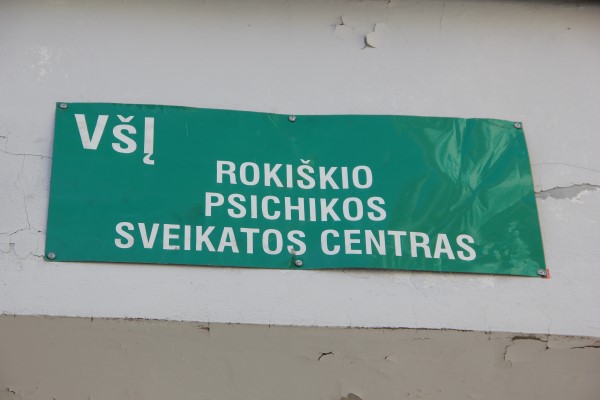 VšĮ
ROKIŠKIO
PSICHIKOS
SVEIKATOS CENTRAS